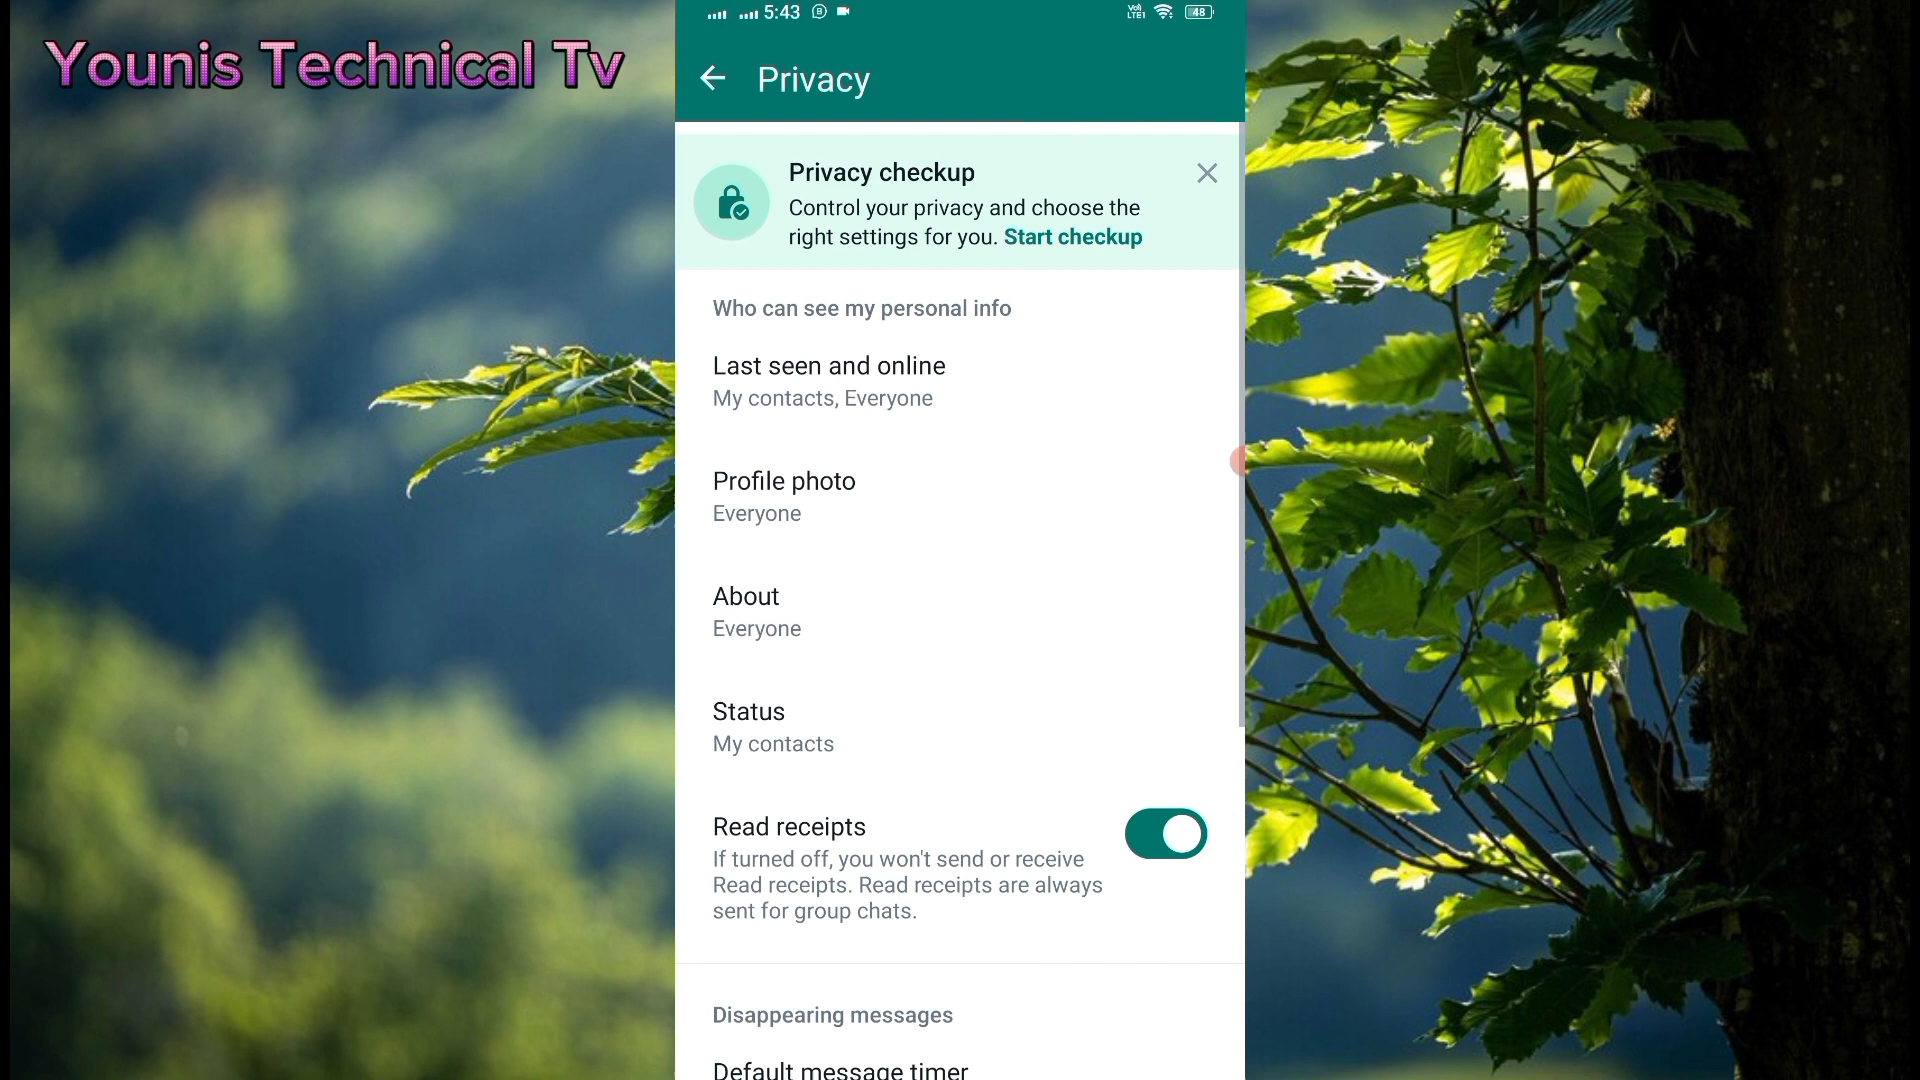 Younis Technical Tv
5:43
Vo)
LTE1
48
Privacy
Privacy checkup
Control your privacy and choose the
right settings for you. Start checkup
Who can see my personal info
Last seen and online
My contacts, Everyone
Profile photo
Everyone
About
Everyone
Status
My contacts
Read receipts
If turned off, you won't send or receive
Read receipts. Read receipts are always
sent for group chats.
Disappearing messages
Default message timer